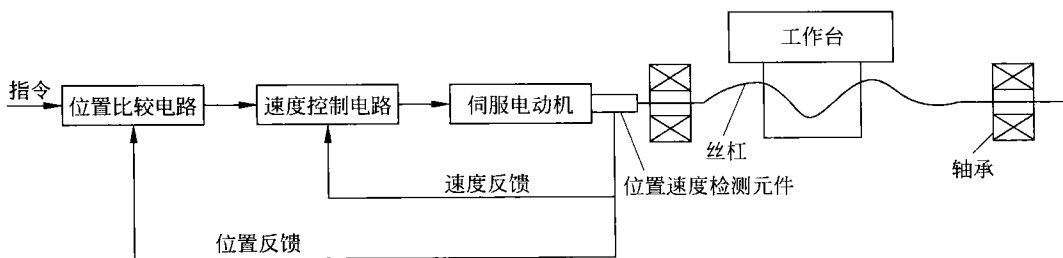 工作台
指令
位置比较电路
速度控制电路
伺服电动机
丝杠
位置速度检测元件
轴承
速度反馈
位置反馈